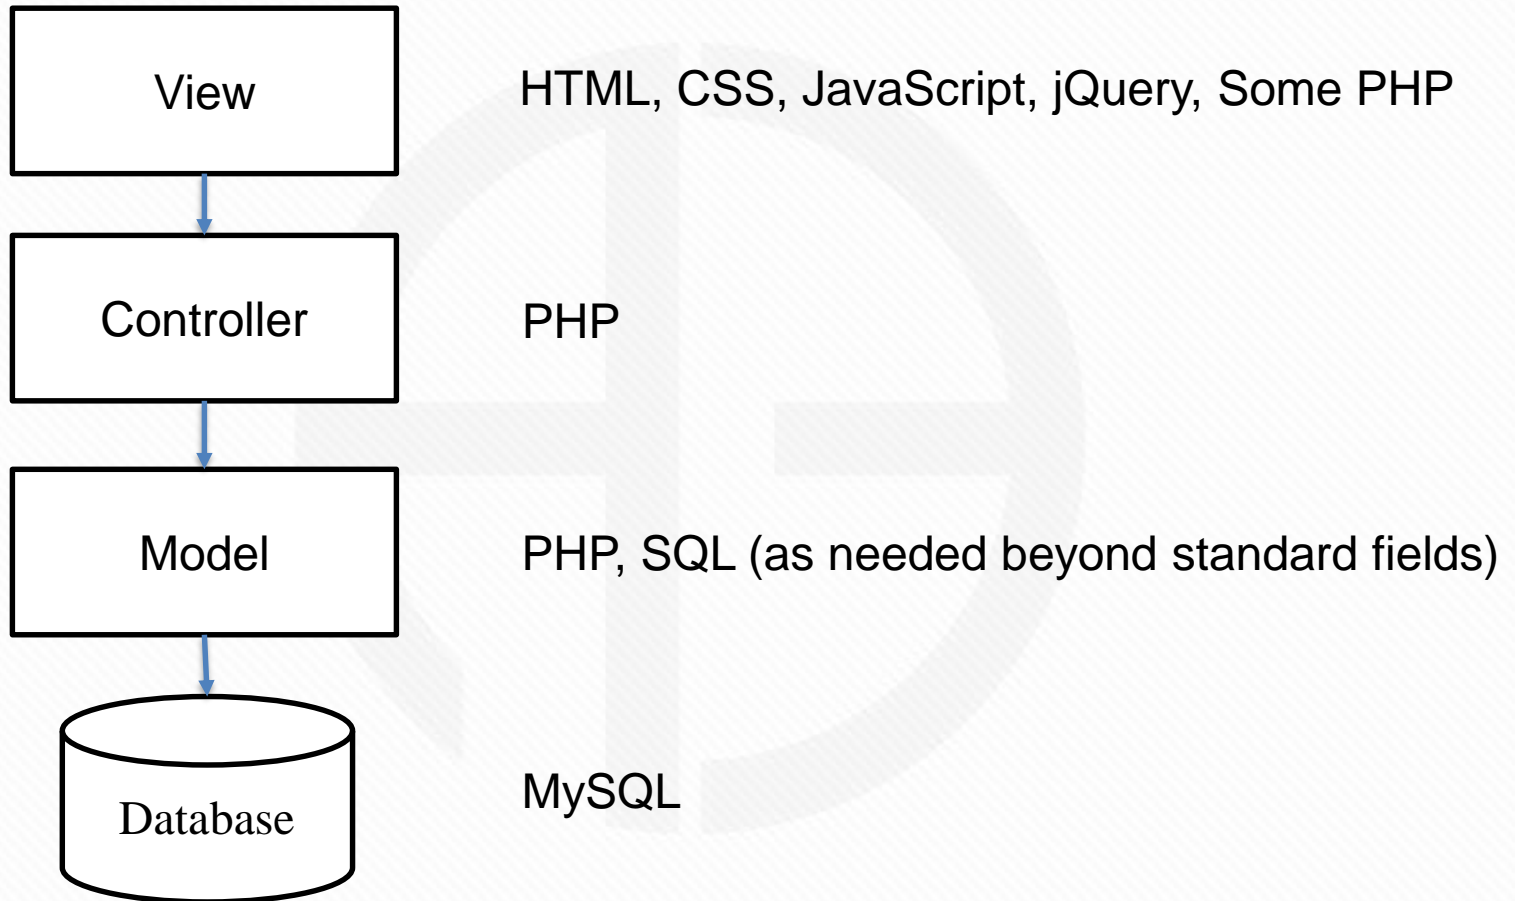 View
HTML, CSS, JavaScript, jQuery, Some PHP
Controller
PHP
Model
PHP, SQL (as needed beyond standard fields)
Database
MySQL